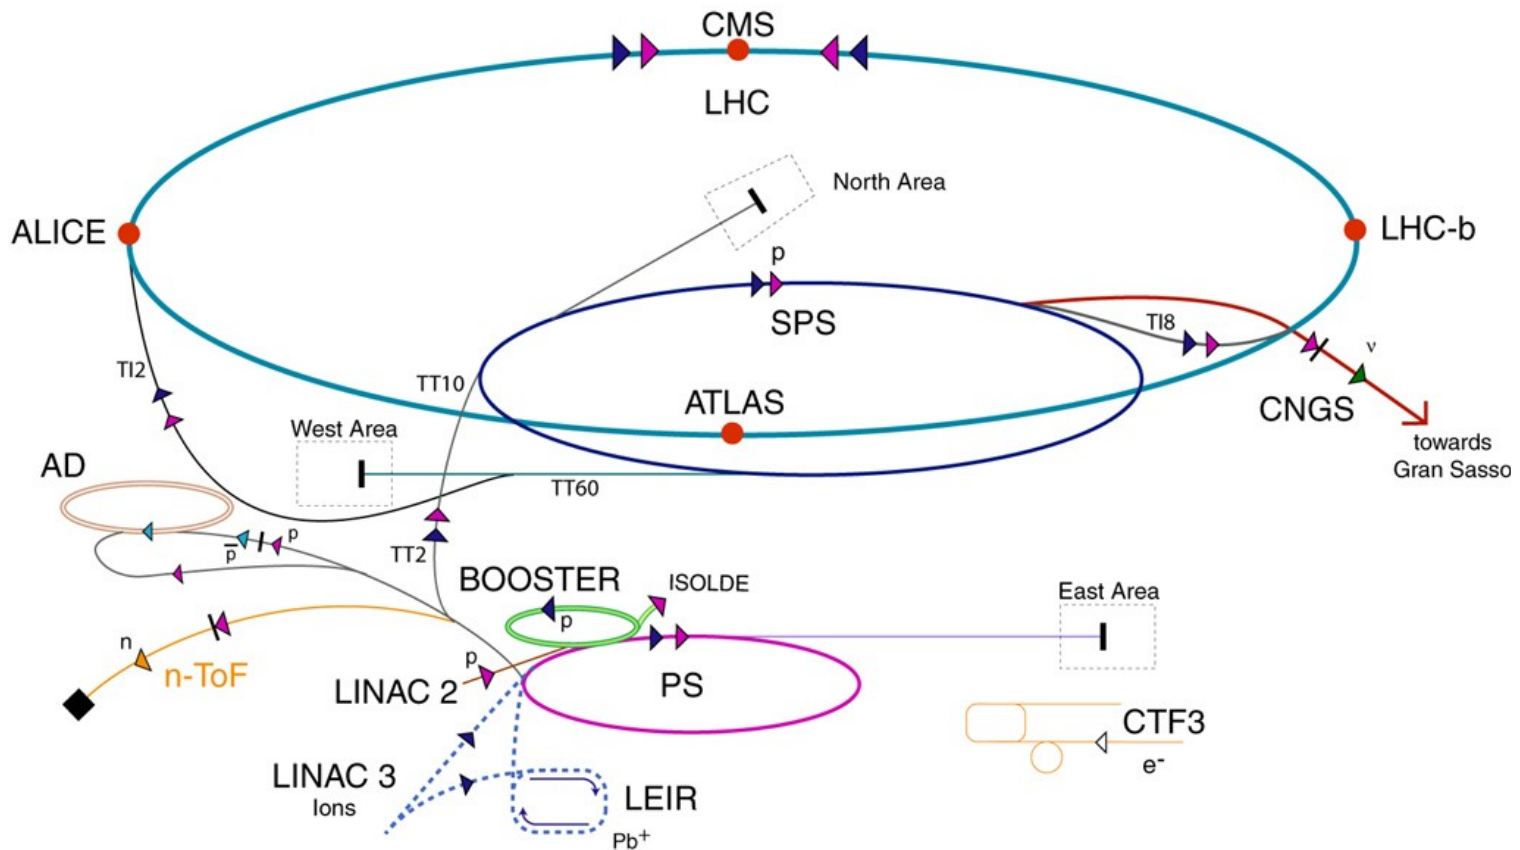 CMS
LHC
North Area
ALICE
LHC-b
p
SPS
TI8
ν
TI2
TT10
ATLAS
CNGS
West Area
towards
Gran Sasso
AD
TT60
p
p
TT2
BOOSTER
ISOLDE
East Area
p
n
n-ToF
p
LINAC 2
PS
CTF3
e-
LINAC 3
Ions
LEIR
Pb+